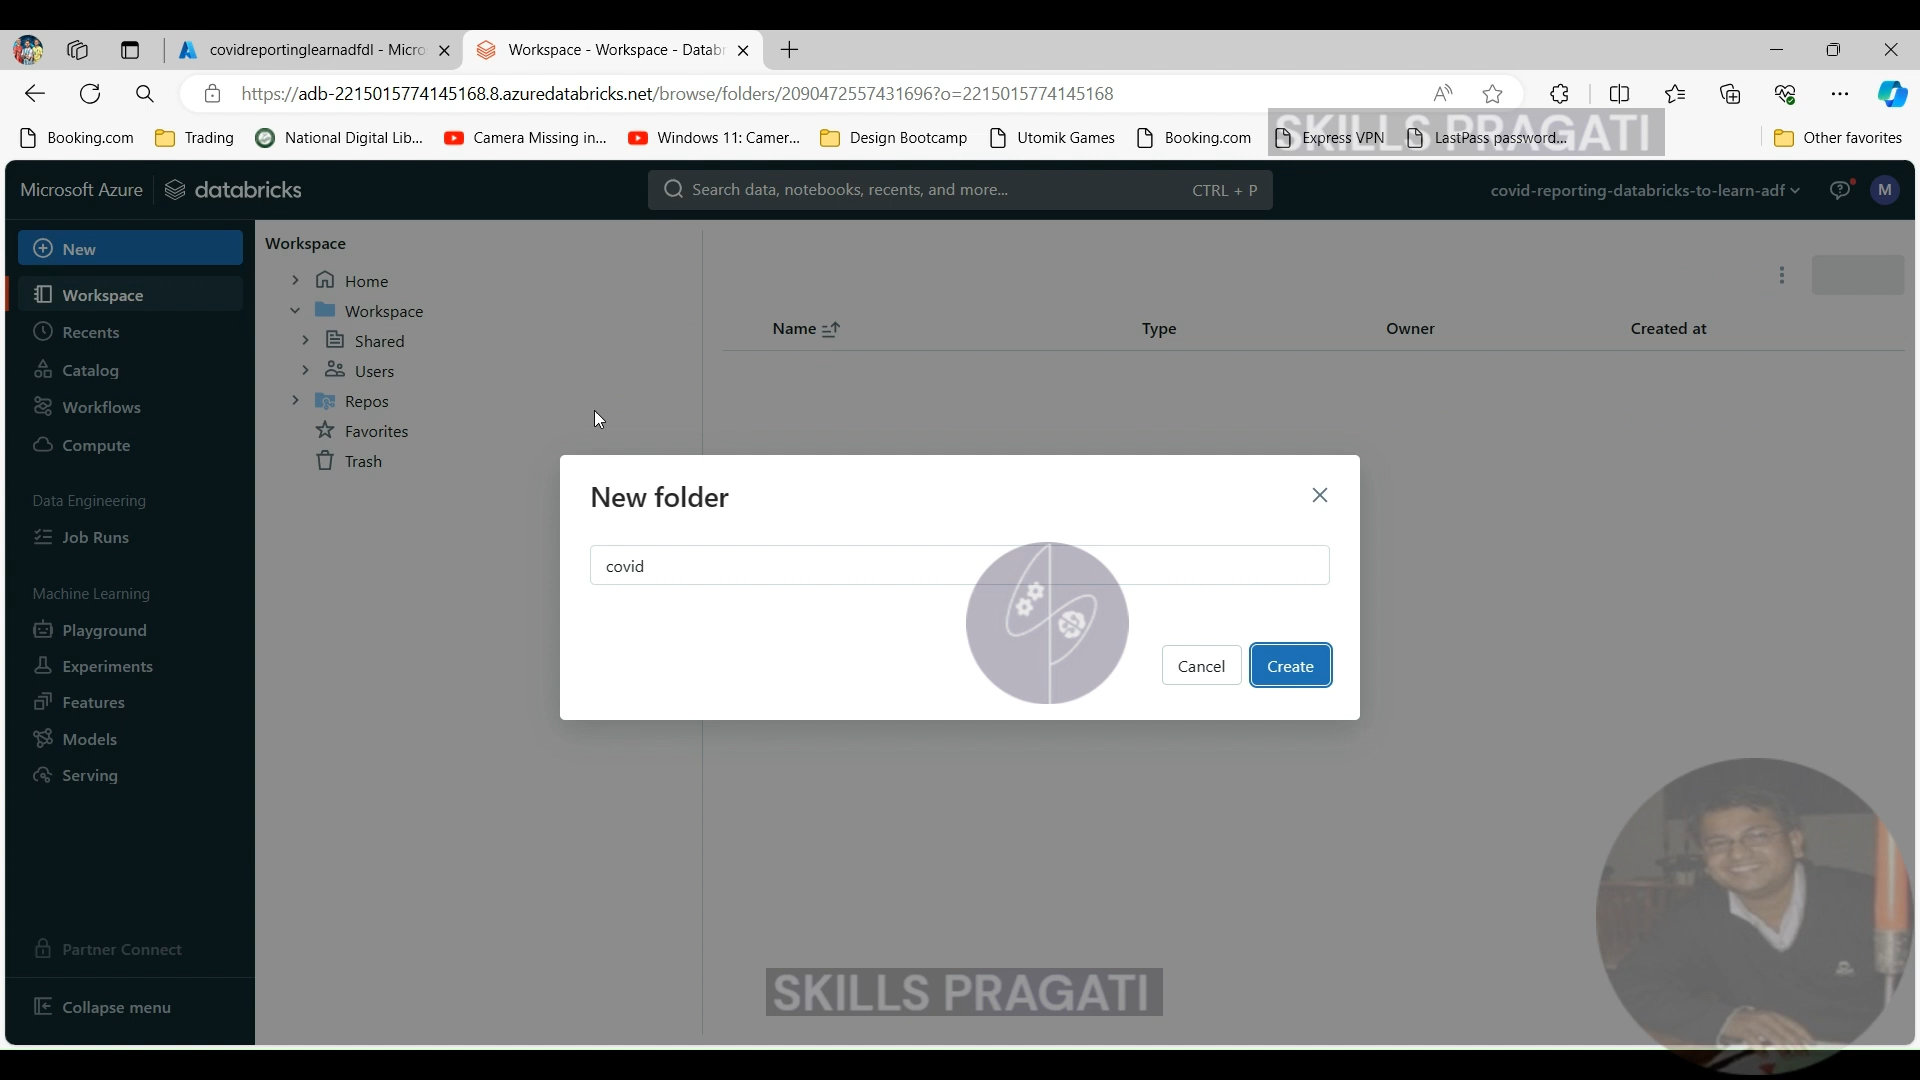 covidreportinglearnadfdl - Micro
Workspace - Workspace - Datab
https://adb-2215015774145168.8.azuredatabricks.net/browse/folders/2090472557431696?o=2215015774145168
Booking.com
Trading
National Digital Lib...
Camera Missing in...
Windows 11: Camer...
Design Bootcamp
Utomik Games
Booking.com
Express VPN
LastPass password...
Other favorites
SKILLS PRAGATI
Microsoft Azure
databricks
Search data, notebooks, recents, and more...
CTRL + P
covid-reporting-databricks-to-learn-adf
M
New
Workspace
Recents
Catalog
Workflows
Compute
Data Engineering
Job Runs
Machine Learning
Playground
Experiments
Features
Models
Serving
Partner Connect
Collapse menu
Workspace
Home
Workspace
Shared
Users
Repos
Favorites
Trash
Name
Type
Owner
Created at
New folder
covid
Cancel
Create
SKILLS PRAGATI